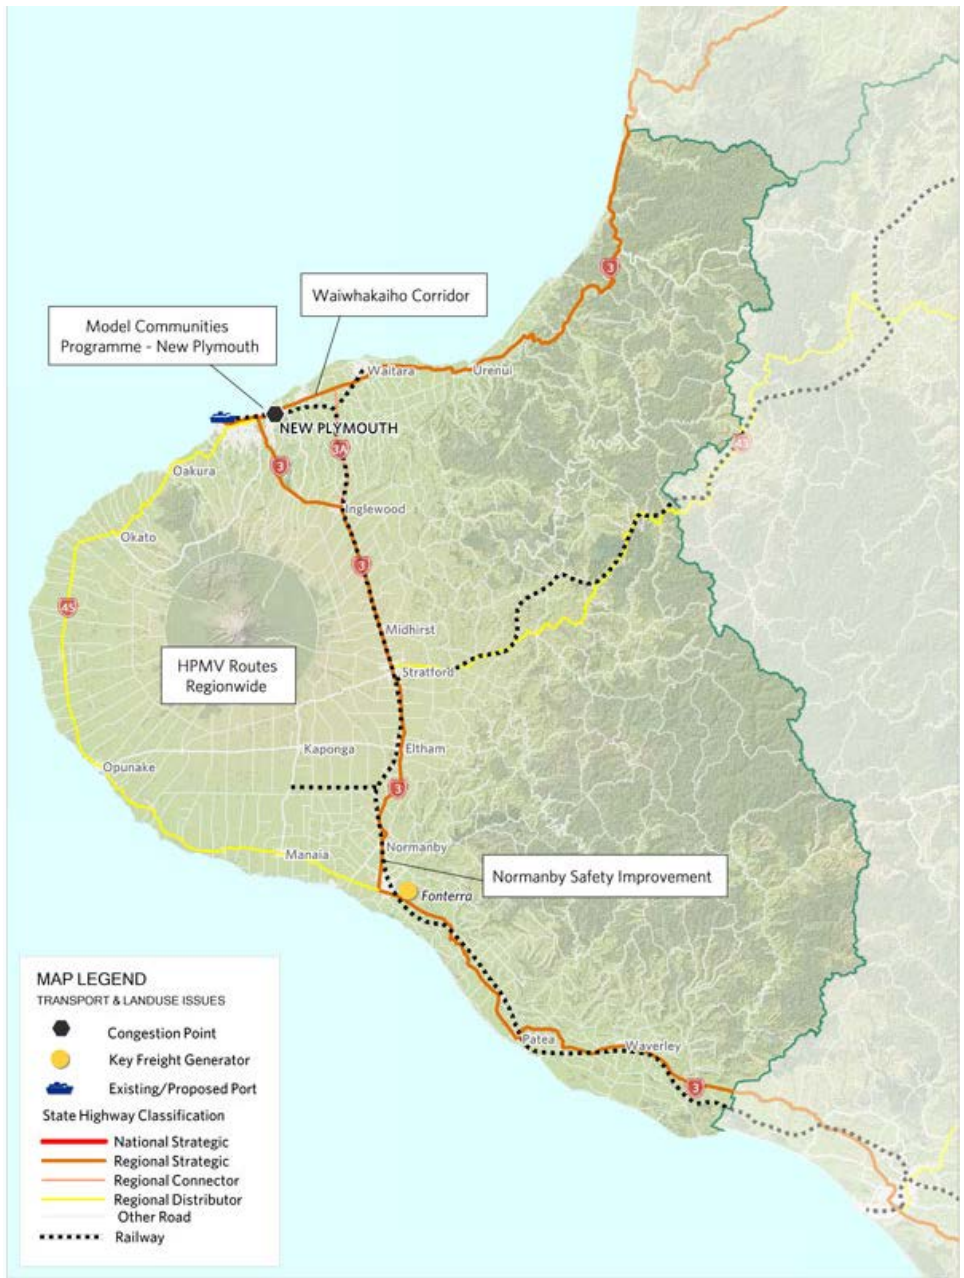 3
Waiwhakaiho Corridor
Model Communities
Programme - New Plymouth
Waitara
Urenui
NEW PLYMOUTH
3A
43
3
Oakura
Inglewood
Okato
3
45
Midhirst
HPMV Routes
Regionwide
Stratford
Kaponga
Eltham
Opunake
3
Normanby
Manaia
Normanby Safety Improvement
Fonterra
Patea
Waverley
3
MAP LEGEND
TRANSPORT & LANDUSE ISSUES
Congestion Point
Key Freight Generator
Existing/Proposed Port
State Highway Classification
National Strategic
Regional Strategic
Regional Connector
Regional Distributor
Other Road
Railway